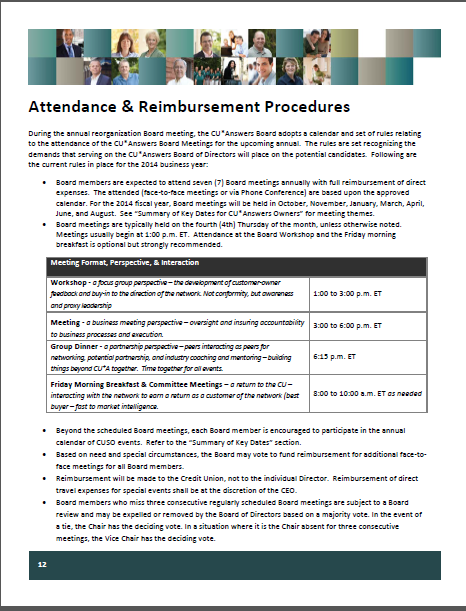 Attendance & Reimbursement Procedures
During the annual reorganization Board meeting, the CU*Answers Board adopts a calendar and set of rules relating
to the attendance of the CU*Answers Board Meetings for the upcoming annual. The rules are set recognizing the
demands that serving on the CU*Answers Board of Directors will place on the potential candidates. Following are
the current rules in place for the 2014 business year:
• Board members are expected to attend seven (7) Board meetings annually with full reimbursement of direct
expenses. The attended (face-to-face meetings or via Phone Conference) are based upon the approved
calendar. For the 2014 fiscal year, Board meetings will be held in October, November, January, March, April,
June, and August. See “Summary of Key Dates for CU*Answers Owners” for meeting themes.
• Board meetings are typically held on the fourth (4th) Thursday of the month, unless otherwise noted.
Meetings usually begin at 1:00 p.m. ET. Attendance at the Board Workshop and the Friday morning
breakfast is optional but strongly recommended.
Meeting Format, Perspective, & Interaction
Workshop - a focus group perspective – the development of customer-owner
feedback and buy-in to the direction of the network. Not conformity, but awareness
and proxy leadership
1:00 to 3:00 p.m. ET
Meeting - a business meeting perspective – oversight and insuring accountability
to business processes and execution.
3:00 to 6:00 p.m. ET
Group Dinner - a partnership perspective – peers interacting as peers for
networking, potential partnership, and industry coaching and mentoring – building
things beyond CU*A together. Time together for all events.
6:15 p.m. ET
Friday Morning Breakfast & Committee Meetings – a return to the CU –
interacting with the network to earn a return as a customer of the network (best
buyer – fast to market intelligence.
8:00 to 10:00 a.m. ET as needed
• Beyond the scheduled Board meetings, each Board member is encouraged to participate in the annual
calendar of CUSO events. Refer to the “Summary of Key Dates” section.
• Based on need and special circumstances, the Board may vote to fund reimbursement for additional face-to-
face meetings for all Board members.
• Reimbursement will be made to the Credit Union, not to the individual Director. Reimbursement of direct
travel expenses for special events shall be at the discretion of the CEO.
• Board members who miss three consecutive regularly scheduled Board meetings are subject to a Board
review and may be expelled or removed by the Board of Directors based on a majority vote. In the event of
a tie, the Chair has the deciding vote. In a situation where it is the Chair absent for three consecutive
meetings, the Vice Chair has the deciding vote.
12